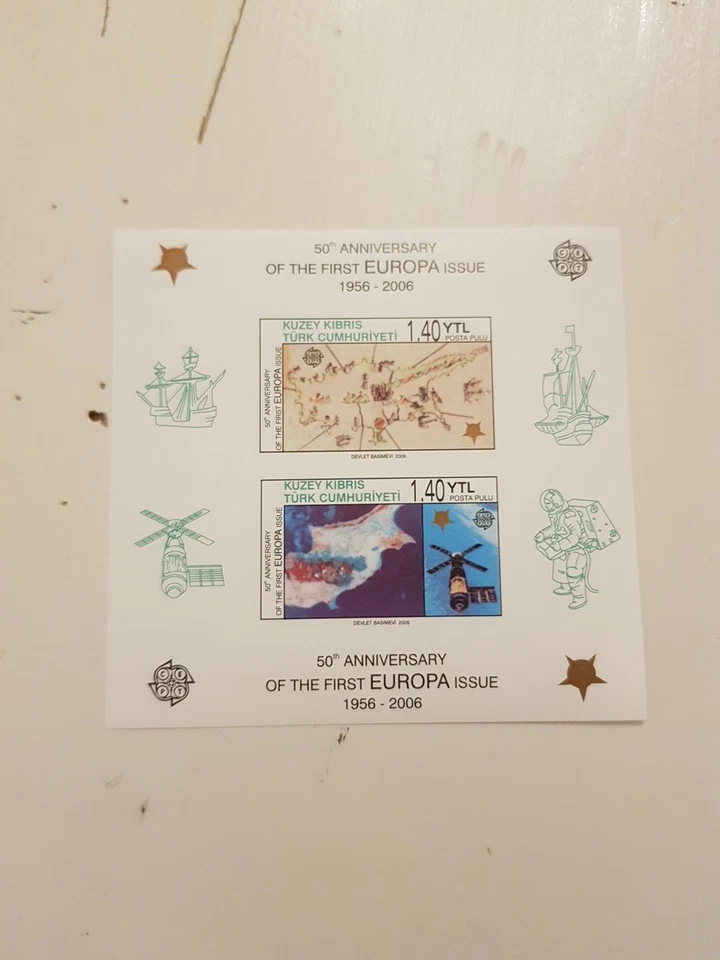 50th ANNIVERSARY
OF THE FIRST EUROPA ISSUE
1956 - 2006
CEPT
KUZEY KIBRIS
TÜRK CUMHURİYETİ
1.40 YTL
POSTA PULU
50th ANNIVERSARY
OF THE FIRST EUROPA ISSUE
DEVLET BASIMEVİ 2006
KUZEY KIBRIS
TÜRK CUMHURİYETİ
1.40 YTL
POSTA PULU
50th ANNIVERSARY
OF THE FIRST EUROPA ISSUE
DEVLET BASIMEVİ 2006
50th ANNIVERSARY
OF THE FIRST EUROPA ISSUE
1956 - 2006
CEPT